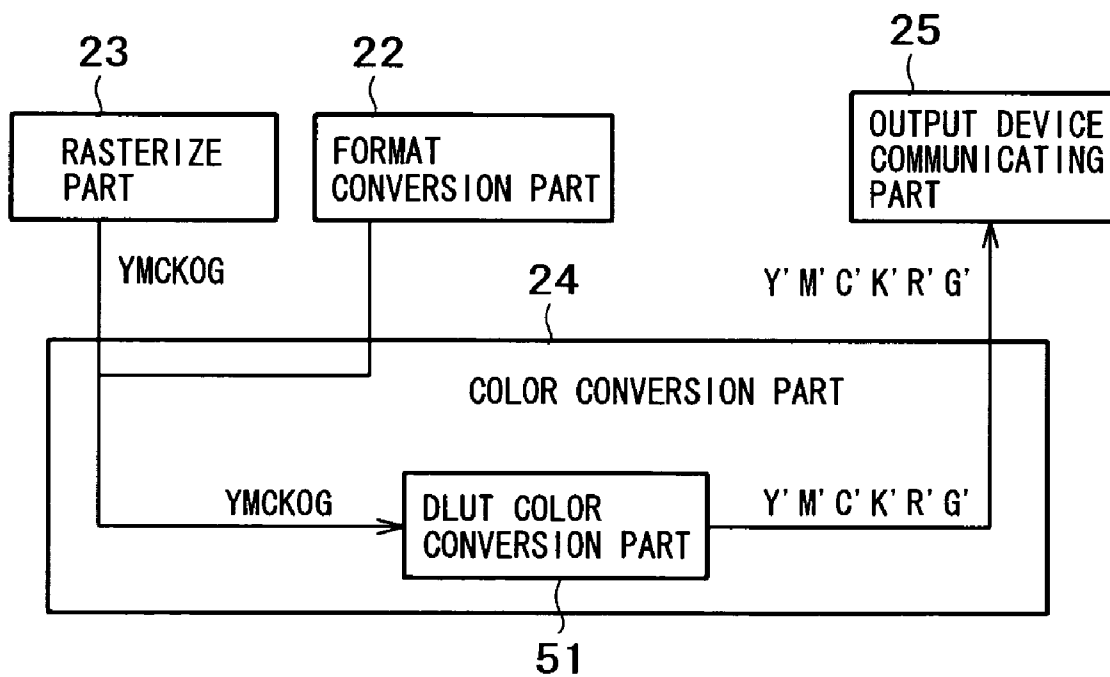 23
22
25
RASTERIZE
PART
FORMAT
CONVERSION PART
OUTPUT DEVICE
COMMUNICATING
PART
YMCKOG
Y'M'C'K'R'G'
24
COLOR CONVERSION PART
YMCKOG
DLUT COLOR
CONVERSION PART
Y'M'C'K'R'G'
51